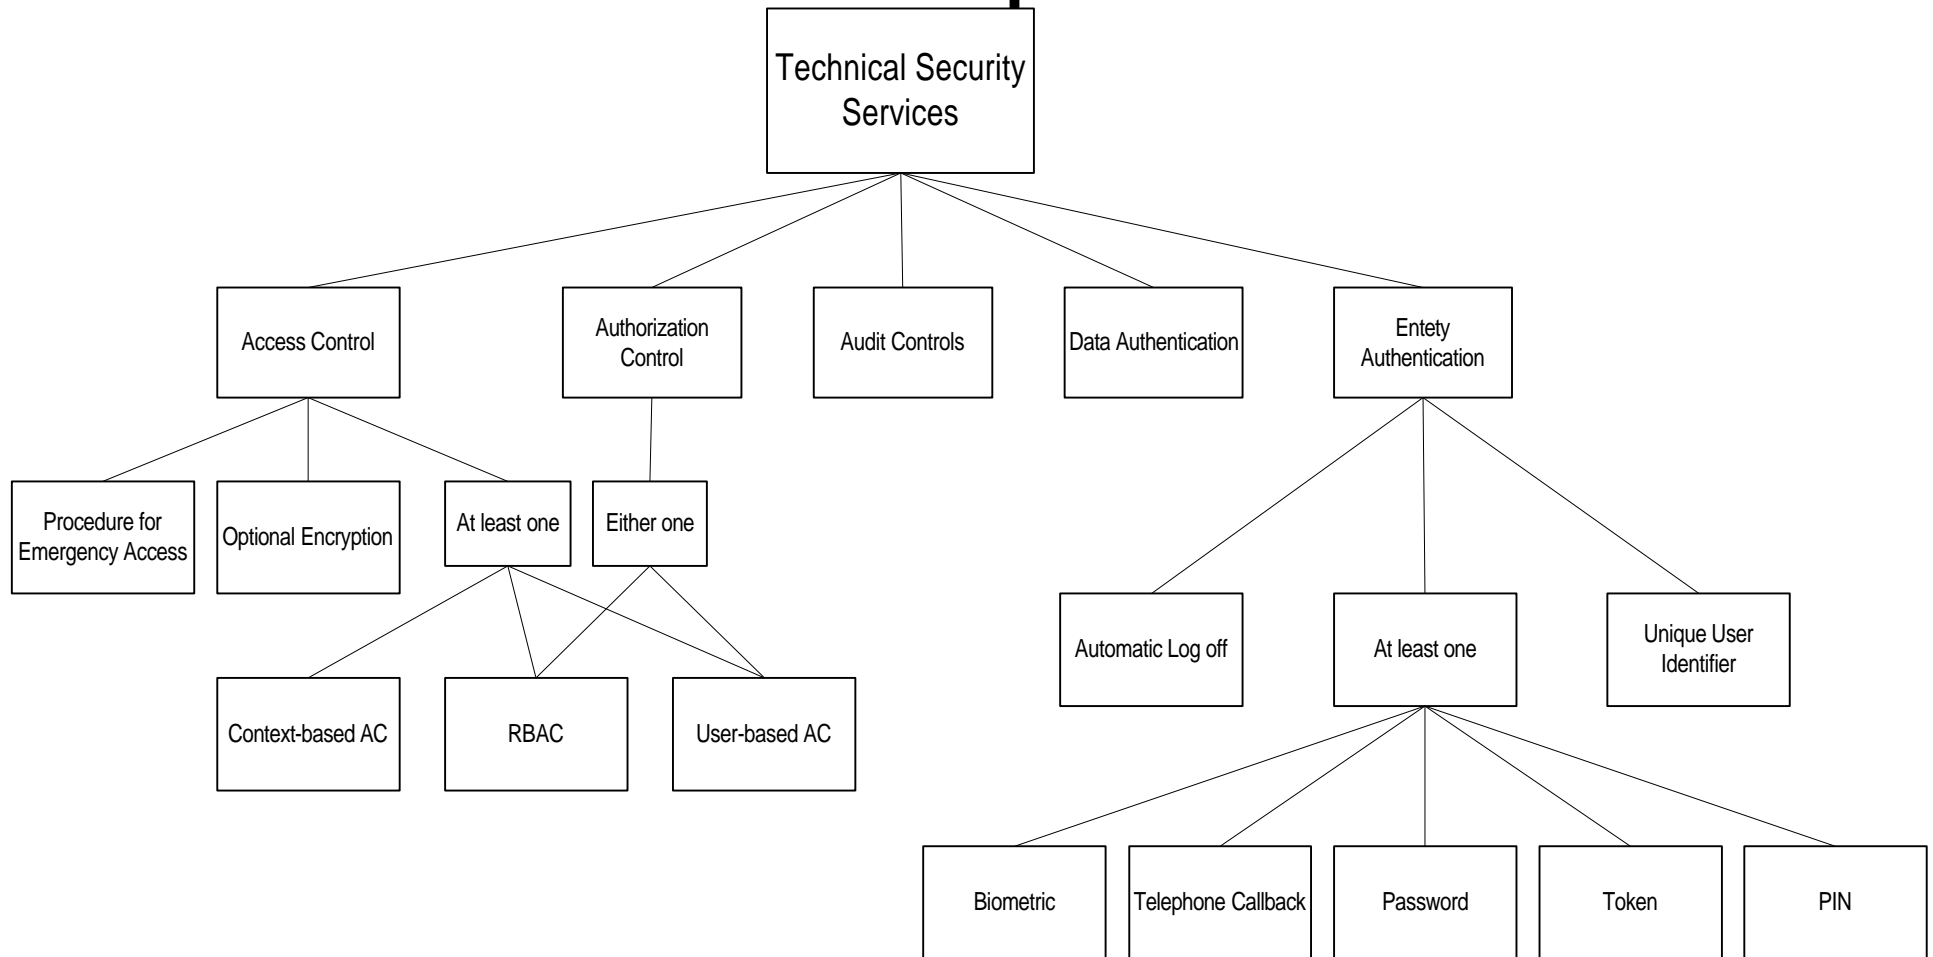 Technical Security
Services
Access Control
Authorization
Control
Audit Controls
Data Authentication
Entety
Authentication
Procedure for
Emergency Access
Optional Encryption
At least one
Either one
Automatic Log off
At least one
Unique User
Identifier
Context-based AC
RBAC
User-based AC
Biometric
Telephone Callback
Password
Token
PIN